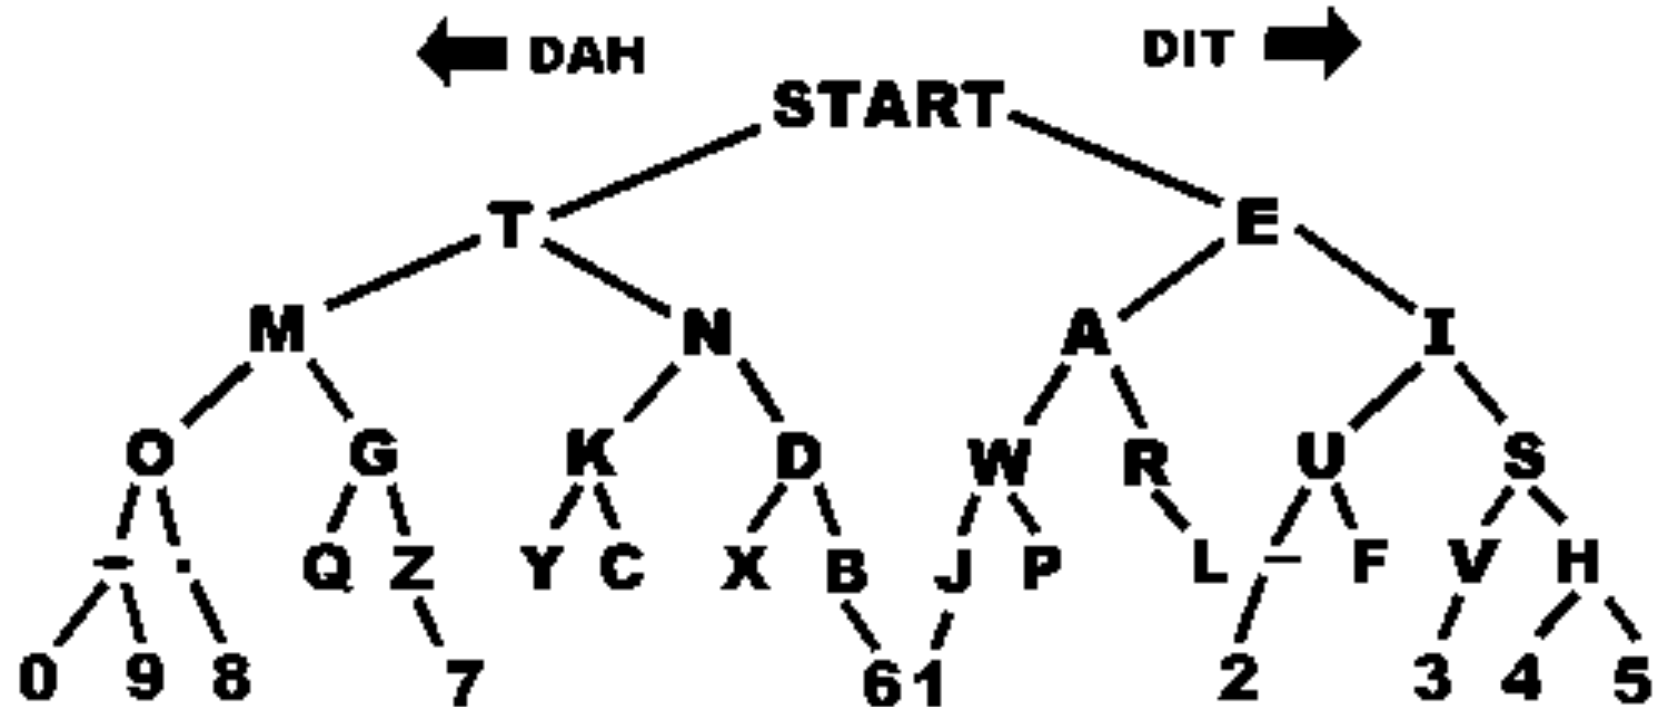 DAH DIT
START
T E
M N A I
O G K D W R U S
– . Q Z Y C X B J P L – F V H
0 9 8 7 6 1 2 3 4 5